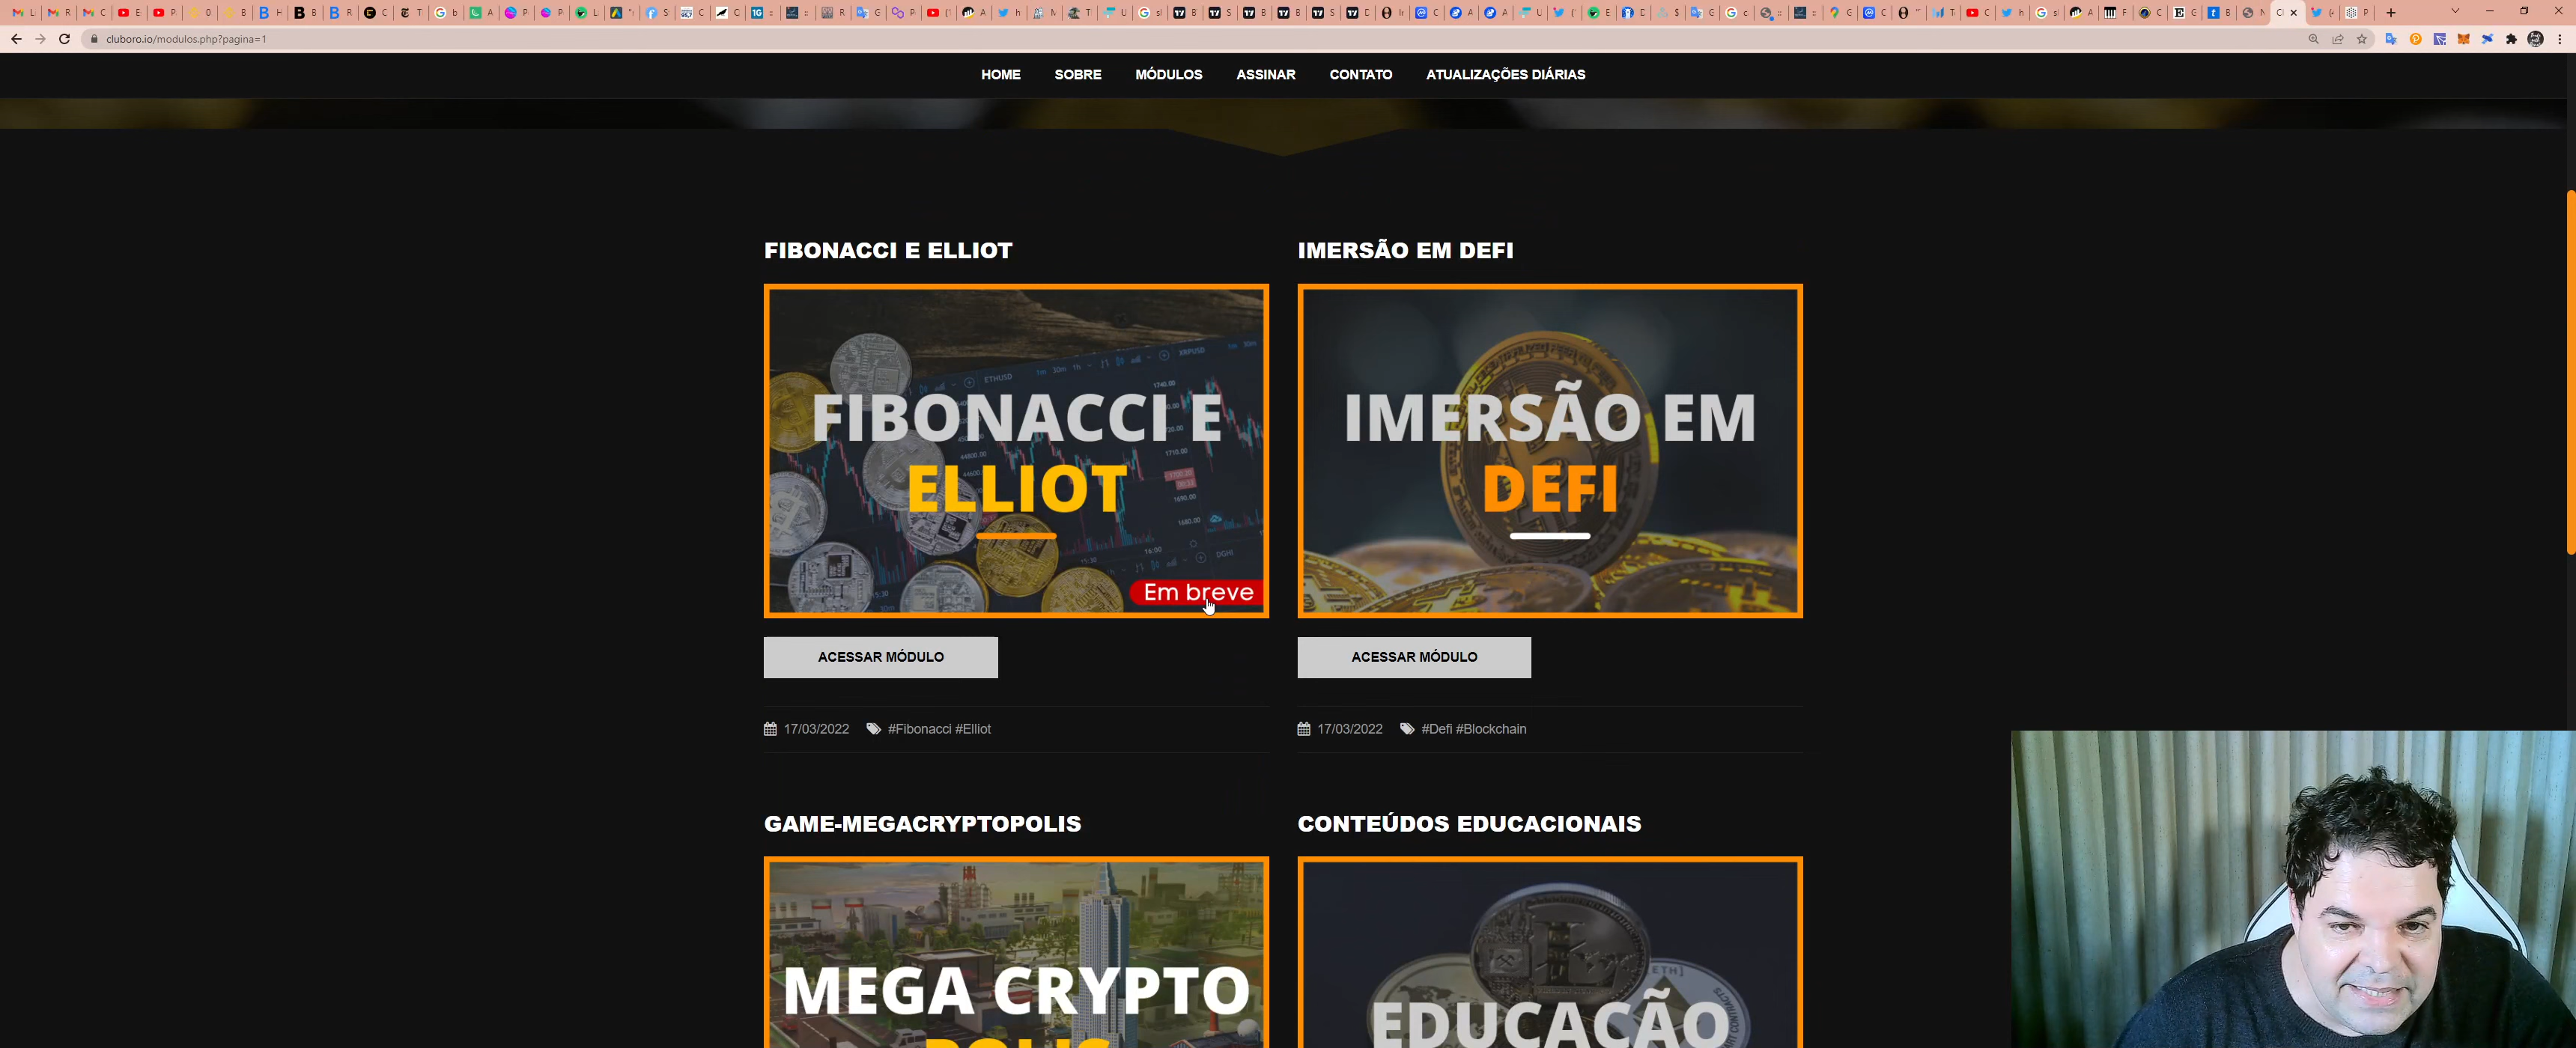 cluboro.io/modulos.php?pagina=1
HOME SOBRE MÓDULOS ASSINAR CONTATO ATUALIZAÇÕES DIÁRIAS
FIBONACCI E ELLIOT
IMERSÃO EM DEFI
FIBONACCI E
ELLIOT
Em breve
IMERSÃO EM
DEFI
ACESSAR MÓDULO
ACESSAR MÓDULO
17/03/2022 #Fibonacci #Elliot
17/03/2022 #Defi #Blockchain
GAME-MEGACRYPTOPOLIS
CONTEÚDOS EDUCACIONAIS
MEGA CRYPTO
POLIS
EDUCAÇÃO